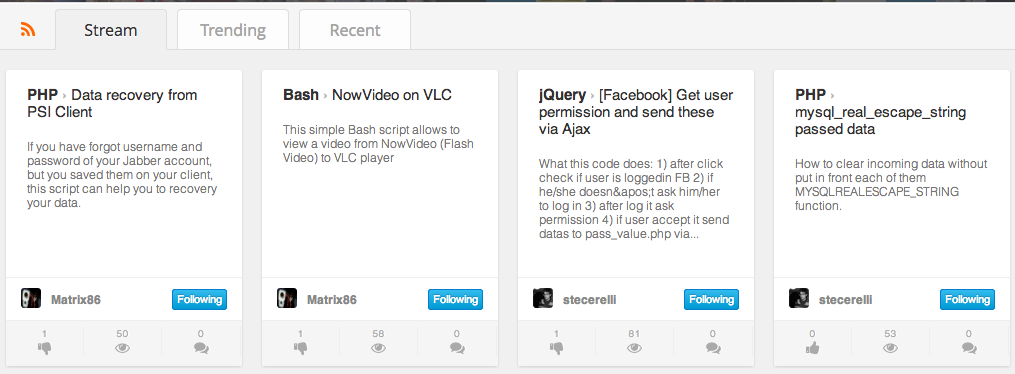 Stream
Trending
Recent
PHP › Data recovery from
PSI Client
If you have forgot username and
password of your Jabber account,
but you saved them on your client,
this script can help you to recovery
your data.
Matrix86
Following
1
50
0
Bash › NowVideo on VLC
This simple Bash script allows to
view a video from NowVideo (Flash
Video) to VLC player
Matrix86
Following
1
58
0
jQuery › [Facebook] Get user
permission and send these
via Ajax
What this code does: 1) after click
check if user is loggedin FB 2) if
he/she doesn&apos;t ask him/her
to log in 3) after log it ask
permission 4) if user accept it send
datas to pass_value.php via...
stecerelli
Following
1
81
0
PHP ›
mysql_real_escape_string
passed data
How to clear incoming data without
put in front each of them
MYSQLREALESCAPE_STRING
function.
stecerelli
Following
0
53
0